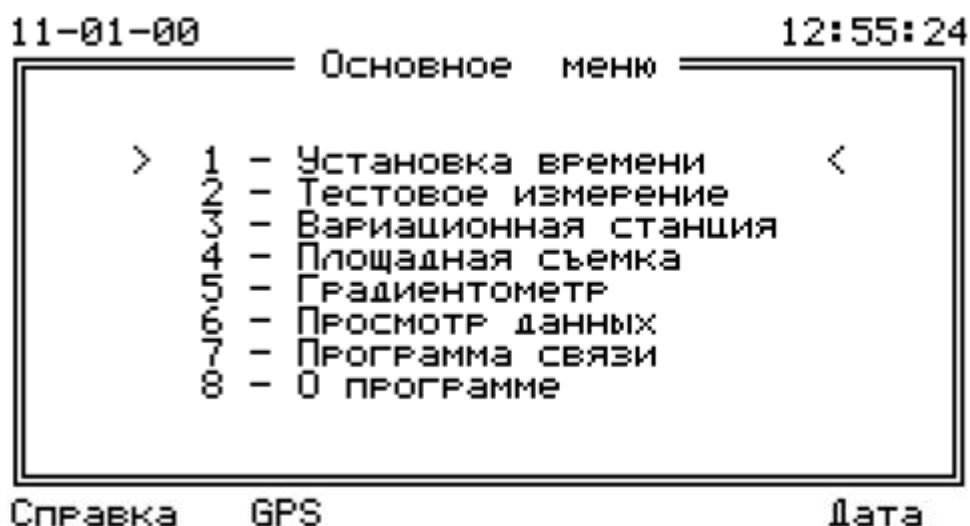 11-01-00 12:55:24
Основное меню
> 1 - Установка времени <
2 - Тестовое измерение
3 - Вариационная станция
4 - Площадная съемка
5 - Градиентометр
6 - Просмотр данных
7 - Программа связи
8 - О программе
Справка GPS Дата